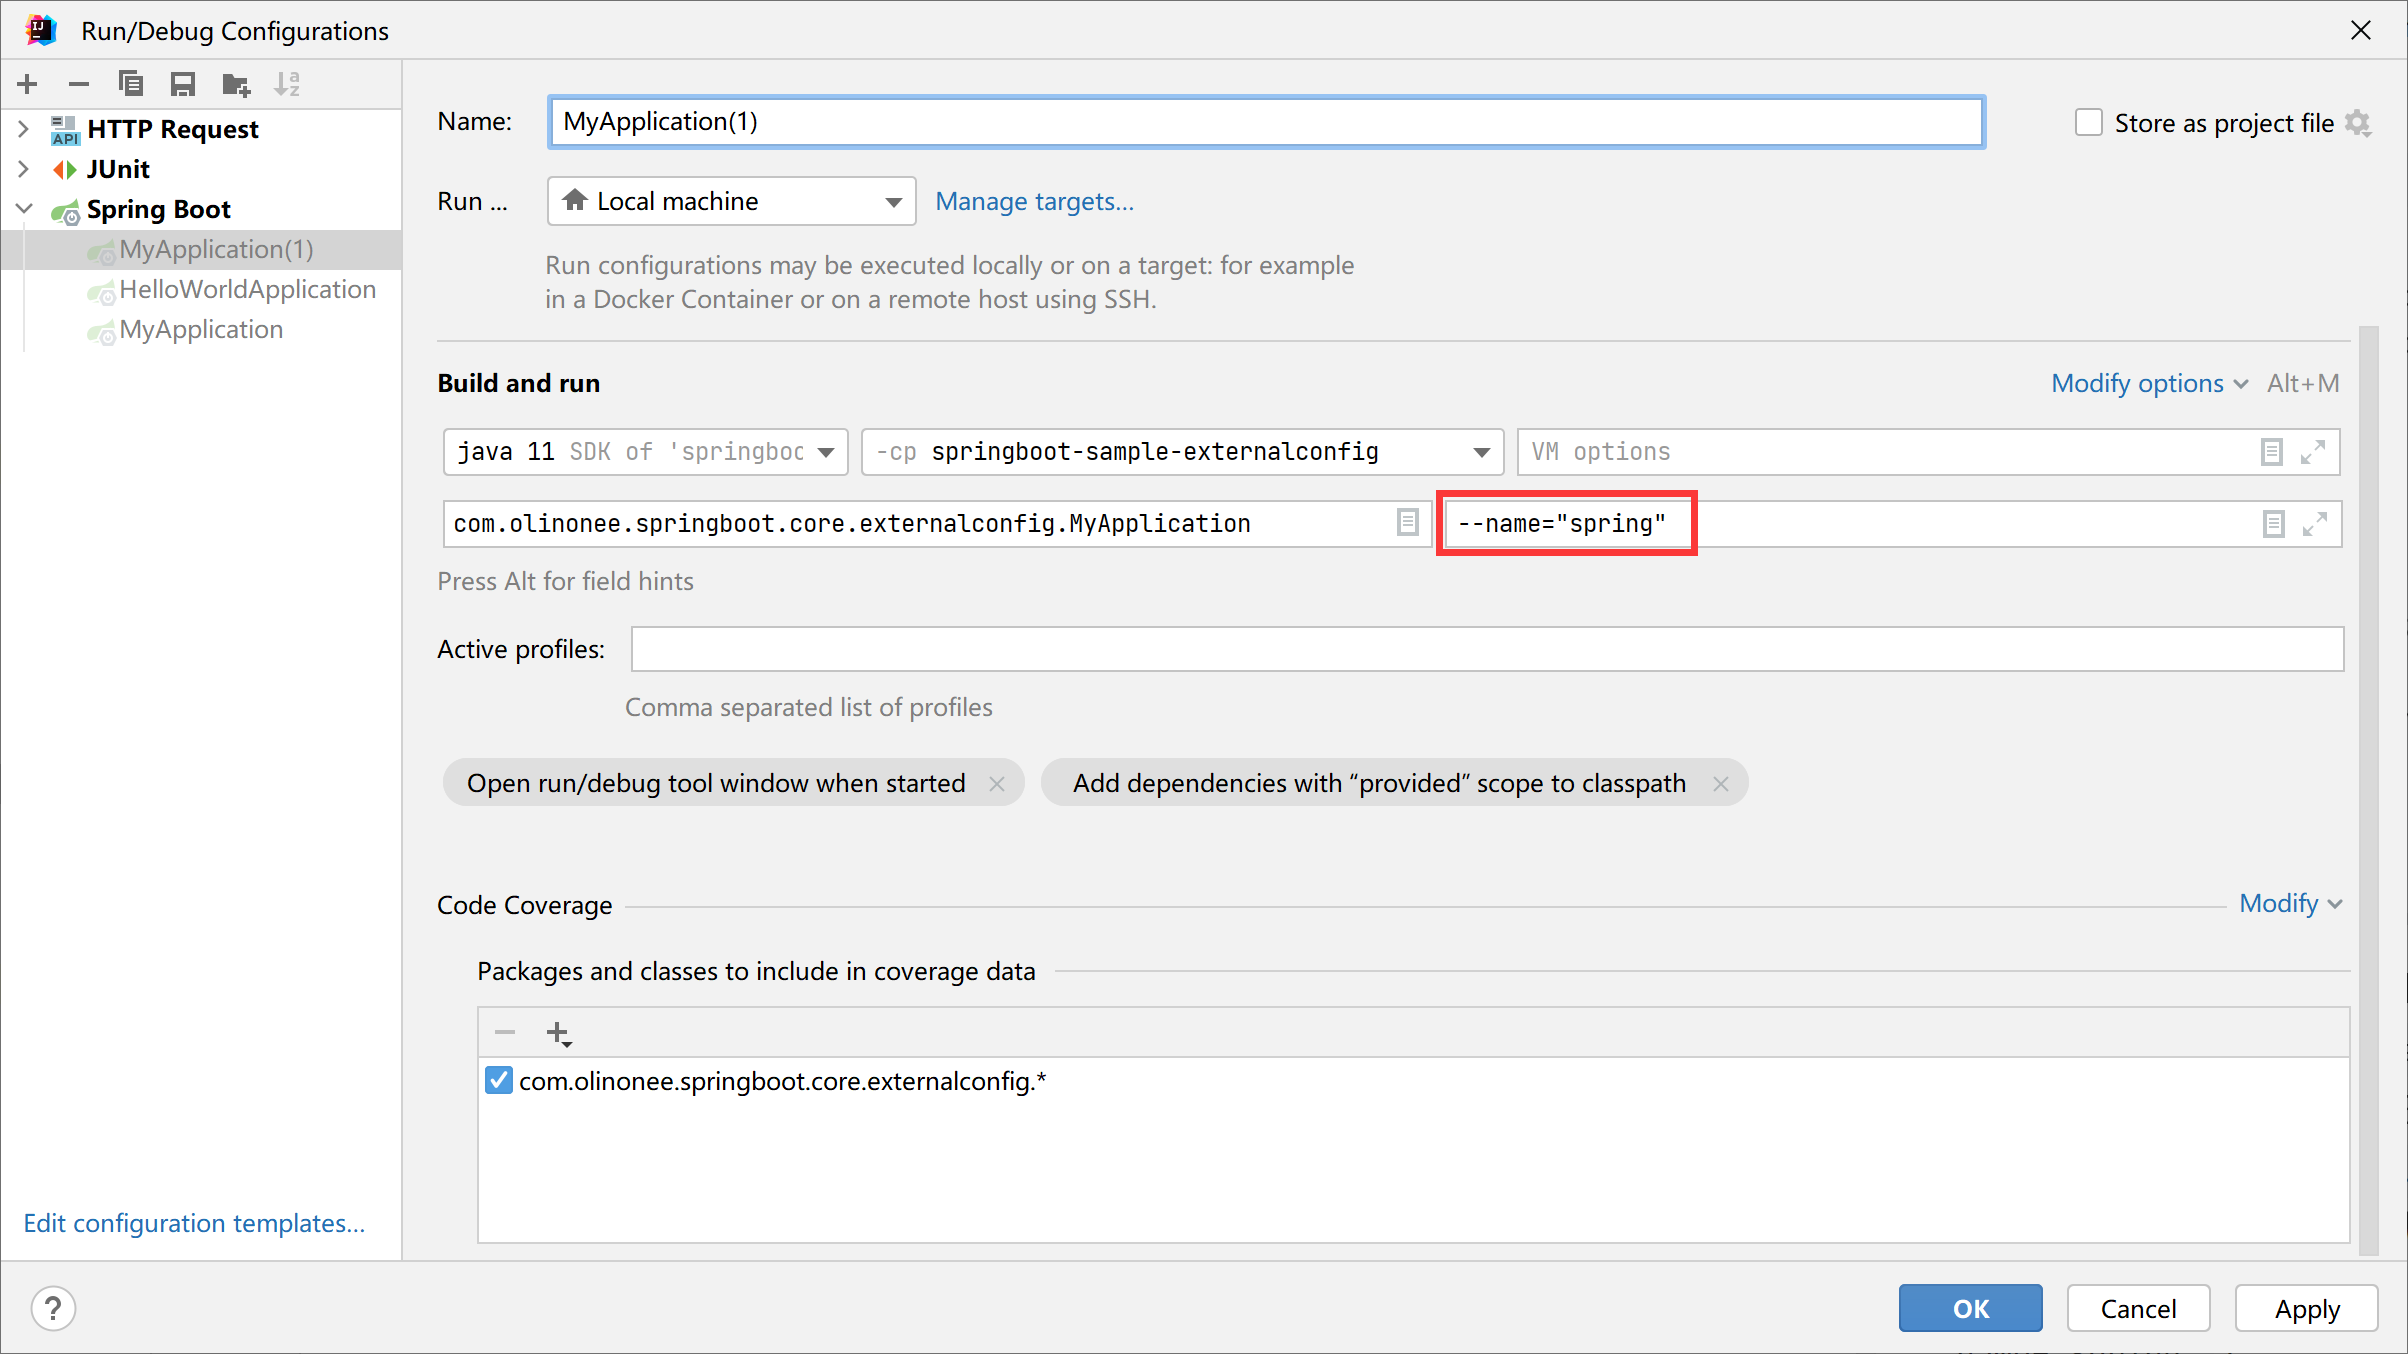 Run/Debug Configurations
HTTP Request
JUnit
Spring Boot
MyApplication(1)
HelloWorldApplication
MyApplication
Edit configuration templates...
Name: MyApplication(1) Store as project file
Run ... Local machine Manage targets...
Run configurations may be executed locally or on a target: for example
in a Docker Container or on a remote host using SSH.
Build and run Modify options Alt+M
java 11 SDK of 'springboo -cp springboot-sample-externalconfig VM options
com.olinonee.springboot.core.externalconfig.MyApplication --name="spring"
Press Alt for field hints
Active profiles:
Comma separated list of profiles
Open run/debug tool window when started Add dependencies with “provided” scope to classpath
Code Coverage Modify
Packages and classes to include in coverage data
com.olinonee.springboot.core.externalconfig.*
? OK Cancel Apply